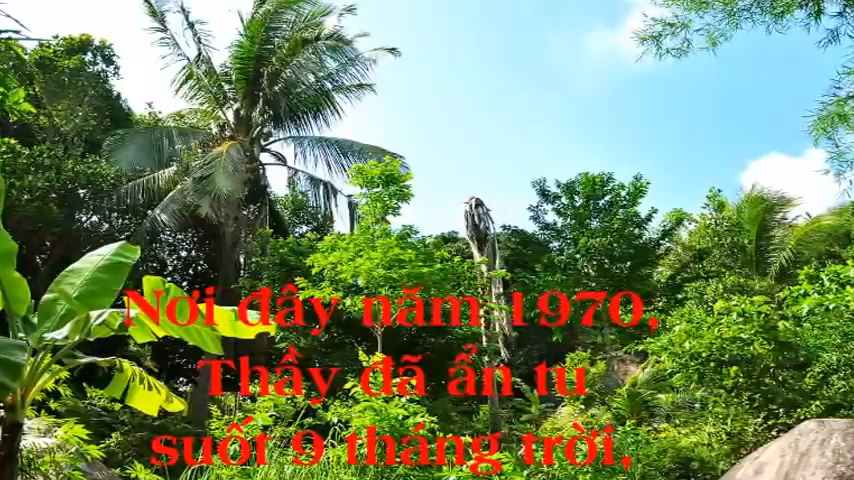 Nơi đây năm 1970,
Thầy đã ẩn tu
suốt 9 tháng trời,